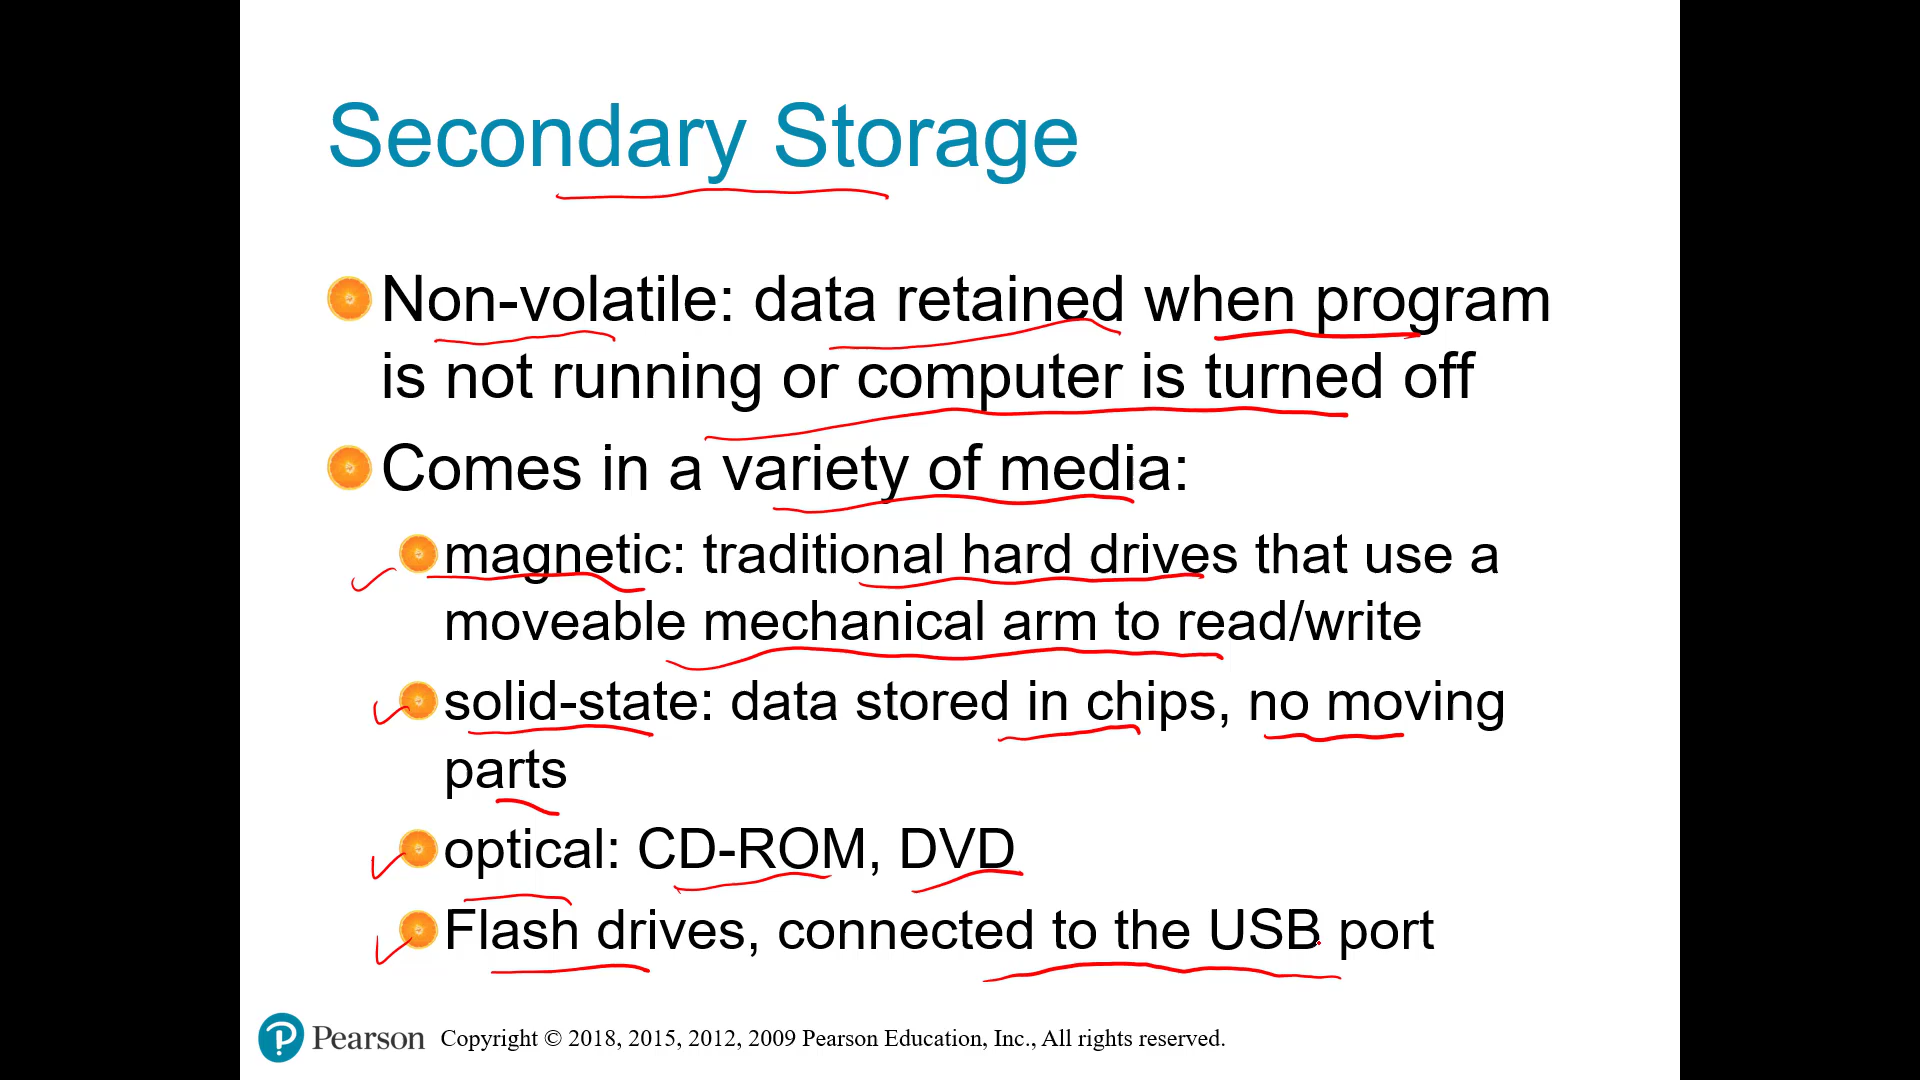 Secondary Storage
Non-volatile: data retained when program
is not running or computer is turned off
Comes in a variety of media:
magnetic: traditional hard drives that use a
moveable mechanical arm to read/write
solid-state: data stored in chips, no moving
parts
optical: CD-ROM, DVD
Flash drives, connected to the USB port
Pearson Copyright © 2018, 2015, 2012, 2009 Pearson Education, Inc., All rights reserved.